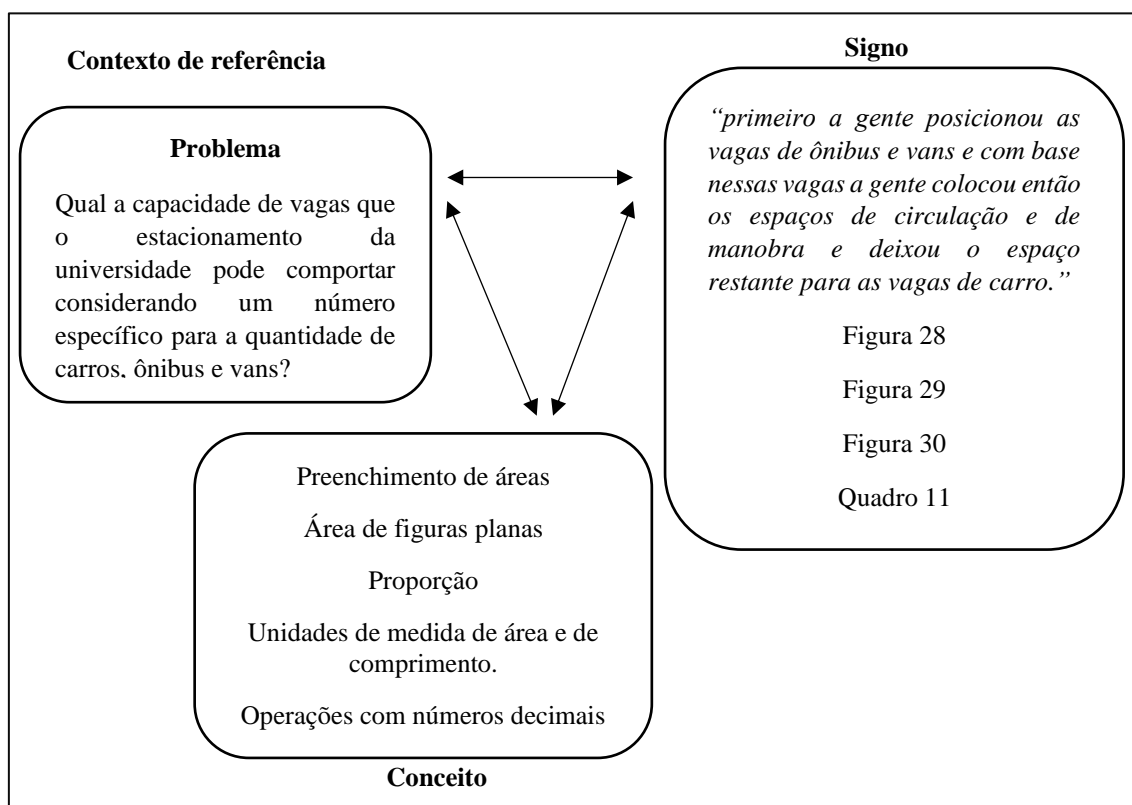 Contexto de referência
Problema
Qual a capacidade de vagas que
o estacionamento da
universidade pode comportar
considerando um número
específico para a quantidade de
carros, ônibus e vans?
Signo
“primeiro a gente posicionou as
vagas de ônibus e vans e com base
nessas vagas a gente colocou então
os espaços de circulação e de
manobra e deixou o espaço
restante para as vagas de carro.”
Figura 28
Figura 29
Figura 30
Quadro 11
Preenchimento de áreas
Área de figuras planas
Proporção
Unidades de medida de área e de
comprimento.
Operações com números decimais
Conceito